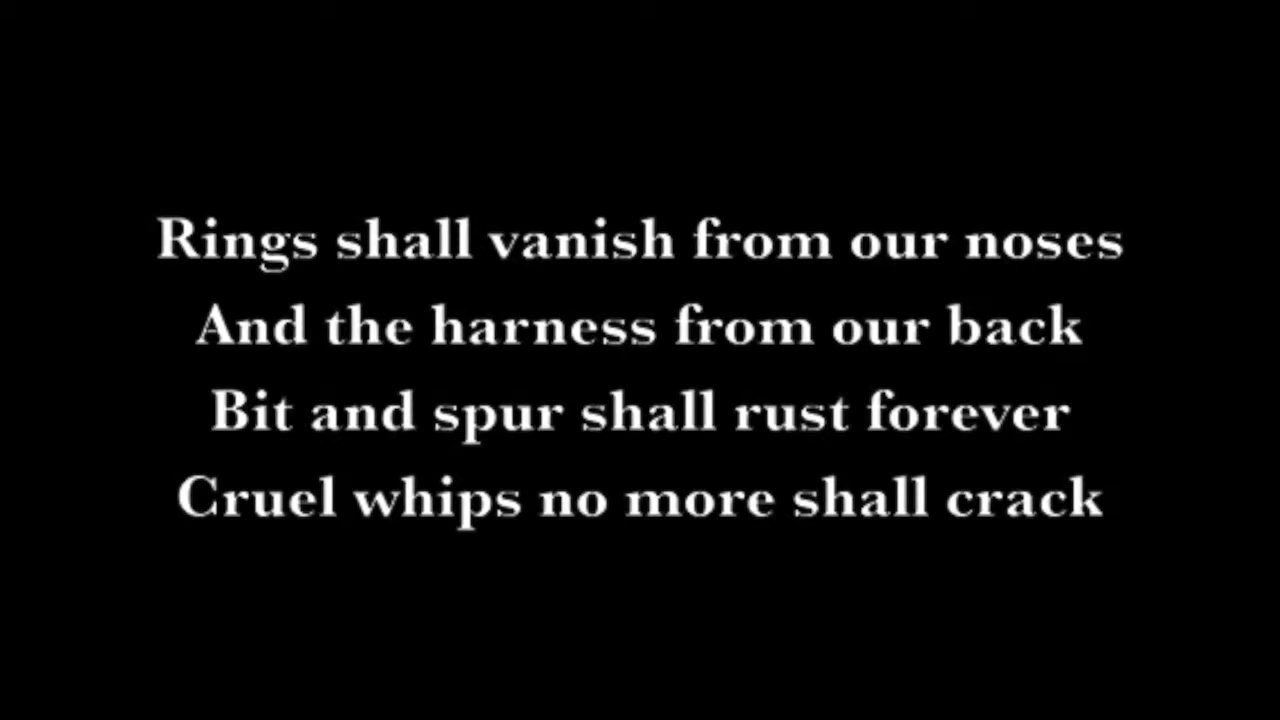 Rings shall vanish from our noses
And the harness from our back
Bit and spur shall rust forever
Cruel whips no more shall crack